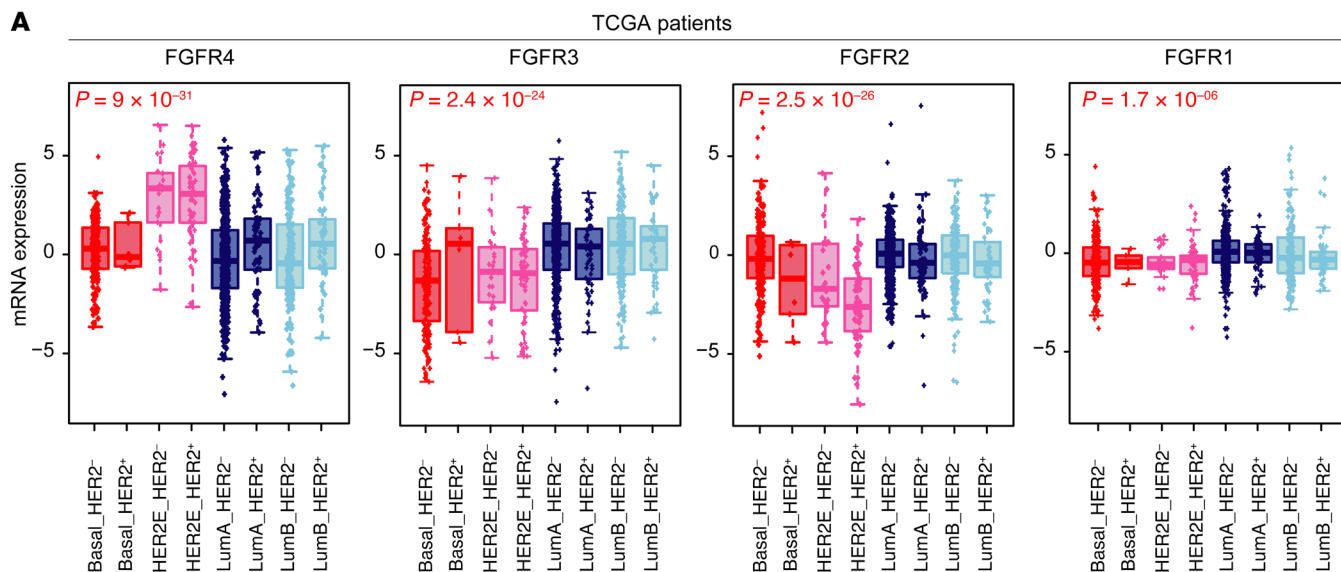 A
TCGA patients
FGFR4 FGFR3 FGFR2 FGFR1
mRNA expression
P = 9 × 10⁻³¹
5
0
−5
Basal_HER2⁻
Basal_HER2⁺
HER2E_HER2⁻
HER2E_HER2⁺
LumA_HER2⁻
LumA_HER2⁺
LumB_HER2⁻
LumB_HER2⁺
P = 2.4 × 10⁻²⁴
5
0
−5
Basal_HER2⁻
Basal_HER2⁺
HER2E_HER2⁻
HER2E_HER2⁺
LumA_HER2⁻
LumA_HER2⁺
LumB_HER2⁻
LumB_HER2⁺
P = 2.5 × 10⁻²⁶
5
0
−5
Basal_HER2⁻
Basal_HER2⁺
HER2E_HER2⁻
HER2E_HER2⁺
LumA_HER2⁻
LumA_HER2⁺
LumB_HER2⁻
LumB_HER2⁺
P = 1.7 × 10⁻⁰⁶
5
0
−5
Basal_HER2⁻
Basal_HER2⁺
HER2E_HER2⁻
HER2E_HER2⁺
LumA_HER2⁻
LumA_HER2⁺
LumB_HER2⁻
LumB_HER2⁺